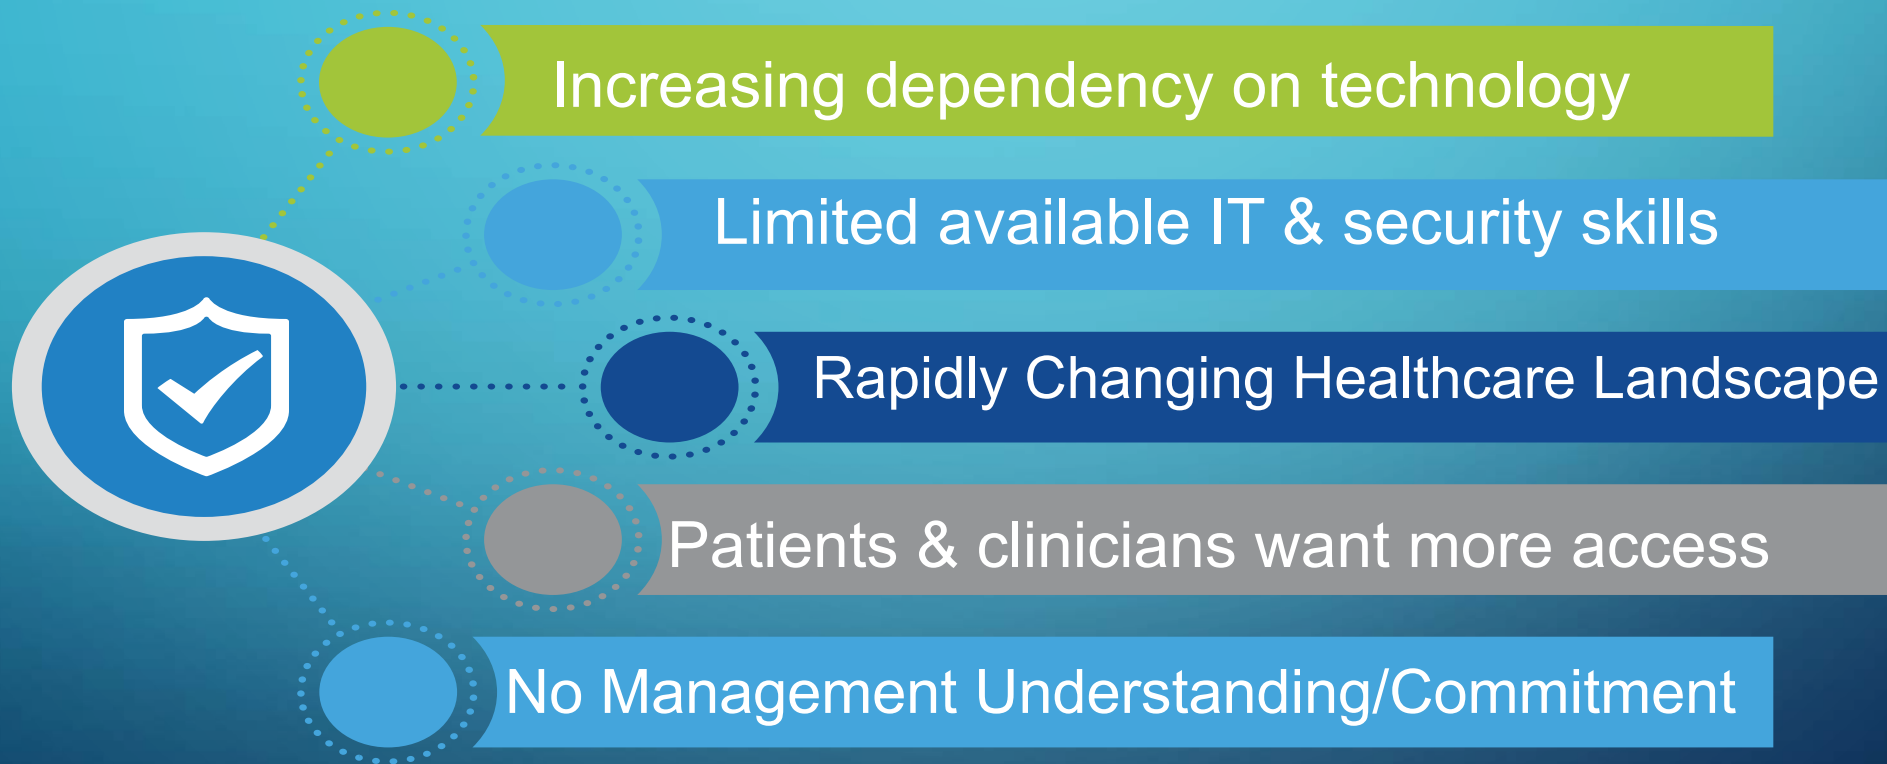 Increasing dependency on technology
Limited available IT & security skills
Rapidly Changing Healthcare Landscape
Patients & clinicians want more access
No Management Understanding/Commitment